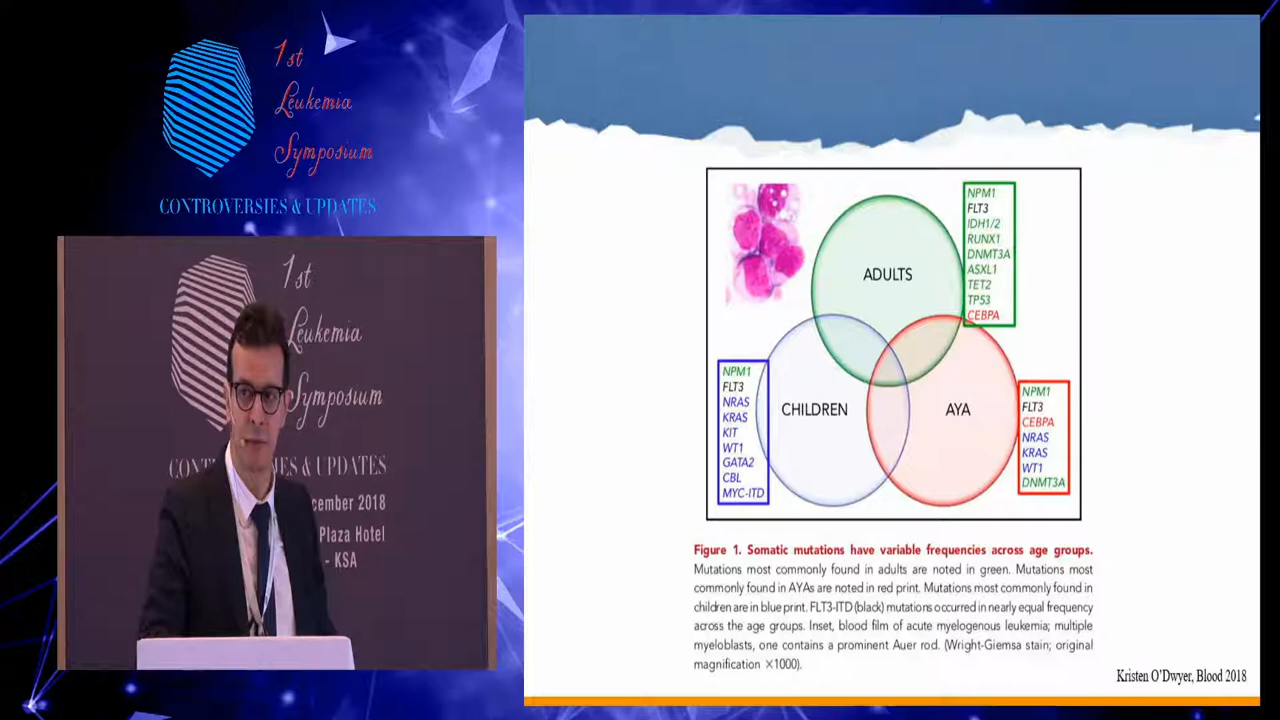 1st
Leukemia
Symposium
CONTROVERSIES & UPDATES
1st
Leukemia
Symposium
ES & UPDATES
cember 2018
Plaza Hotel
- KSA
ADULTS
CHILDREN
AYA
NPM1
FLT3
IDH1/2
RUNX1
DNMT3A
ASXL1
TET2
TP53
CEBPA
NPM1
FLT3
NRAS
KRAS
KIT
WT1
GATA2
CBL
MYC-ITD
NPM1
FLT3
CEBPA
NRAS
KRAS
WT1
DNMT3A
Figure 1. Somatic mutations have variable frequencies across age groups.
Mutations most commonly found in adults are noted in green. Mutations most
commonly found in AYAs are noted in red print. Mutations most commonly found in
children are in blue print. FLT3-ITD (black) mutations occurred in nearly equal frequency
across the age groups. Inset, blood film of acute myelogenous leukemia; multiple
myeloblasts, one contains a prominent Auer rod. (Wright-Giemsa stain; original
magnification ×1000).
Kristen O'Dwyer, Blood 2018